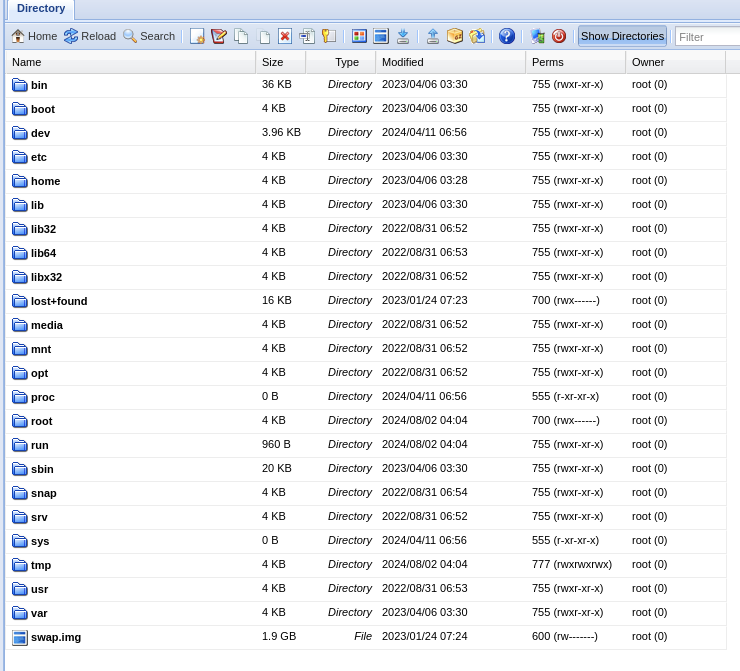 Directory
Home Reload Search Show Directories Filter
Name Size Type Modified Perms Owner
bin 36 KB Directory 2023/04/06 03:30 755 (rwxr-xr-x) root (0)
boot 4 KB Directory 2023/04/06 03:30 755 (rwxr-xr-x) root (0)
dev 3.96 KB Directory 2024/04/11 06:56 755 (rwxr-xr-x) root (0)
etc 4 KB Directory 2023/04/06 03:30 755 (rwxr-xr-x) root (0)
home 4 KB Directory 2023/04/06 03:28 755 (rwxr-xr-x) root (0)
lib 4 KB Directory 2023/04/06 03:30 755 (rwxr-xr-x) root (0)
lib32 4 KB Directory 2022/08/31 06:52 755 (rwxr-xr-x) root (0)
lib64 4 KB Directory 2022/08/31 06:53 755 (rwxr-xr-x) root (0)
libx32 4 KB Directory 2022/08/31 06:52 755 (rwxr-xr-x) root (0)
lost+found 16 KB Directory 2023/01/24 07:23 700 (rwx------) root (0)
media 4 KB Directory 2022/08/31 06:52 755 (rwxr-xr-x) root (0)
mnt 4 KB Directory 2022/08/31 06:52 755 (rwxr-xr-x) root (0)
opt 4 KB Directory 2022/08/31 06:52 755 (rwxr-xr-x) root (0)
proc 0 B Directory 2024/04/11 06:56 555 (r-xr-xr-x) root (0)
root 4 KB Directory 2024/08/02 04:04 700 (rwx------) root (0)
run 960 B Directory 2024/08/02 04:04 755 (rwxr-xr-x) root (0)
sbin 20 KB Directory 2023/04/06 03:30 755 (rwxr-xr-x) root (0)
snap 4 KB Directory 2022/08/31 06:54 755 (rwxr-xr-x) root (0)
srv 4 KB Directory 2022/08/31 06:52 755 (rwxr-xr-x) root (0)
sys 0 B Directory 2024/04/11 06:56 555 (r-xr-xr-x) root (0)
tmp 4 KB Directory 2024/08/02 04:04 777 (rwxrwxrwx) root (0)
usr 4 KB Directory 2022/08/31 06:53 755 (rwxr-xr-x) root (0)
var 4 KB Directory 2023/04/06 03:30 755 (rwxr-xr-x) root (0)
swap.img 1.9 GB File 2023/01/24 07:24 600 (rw-------) root (0)